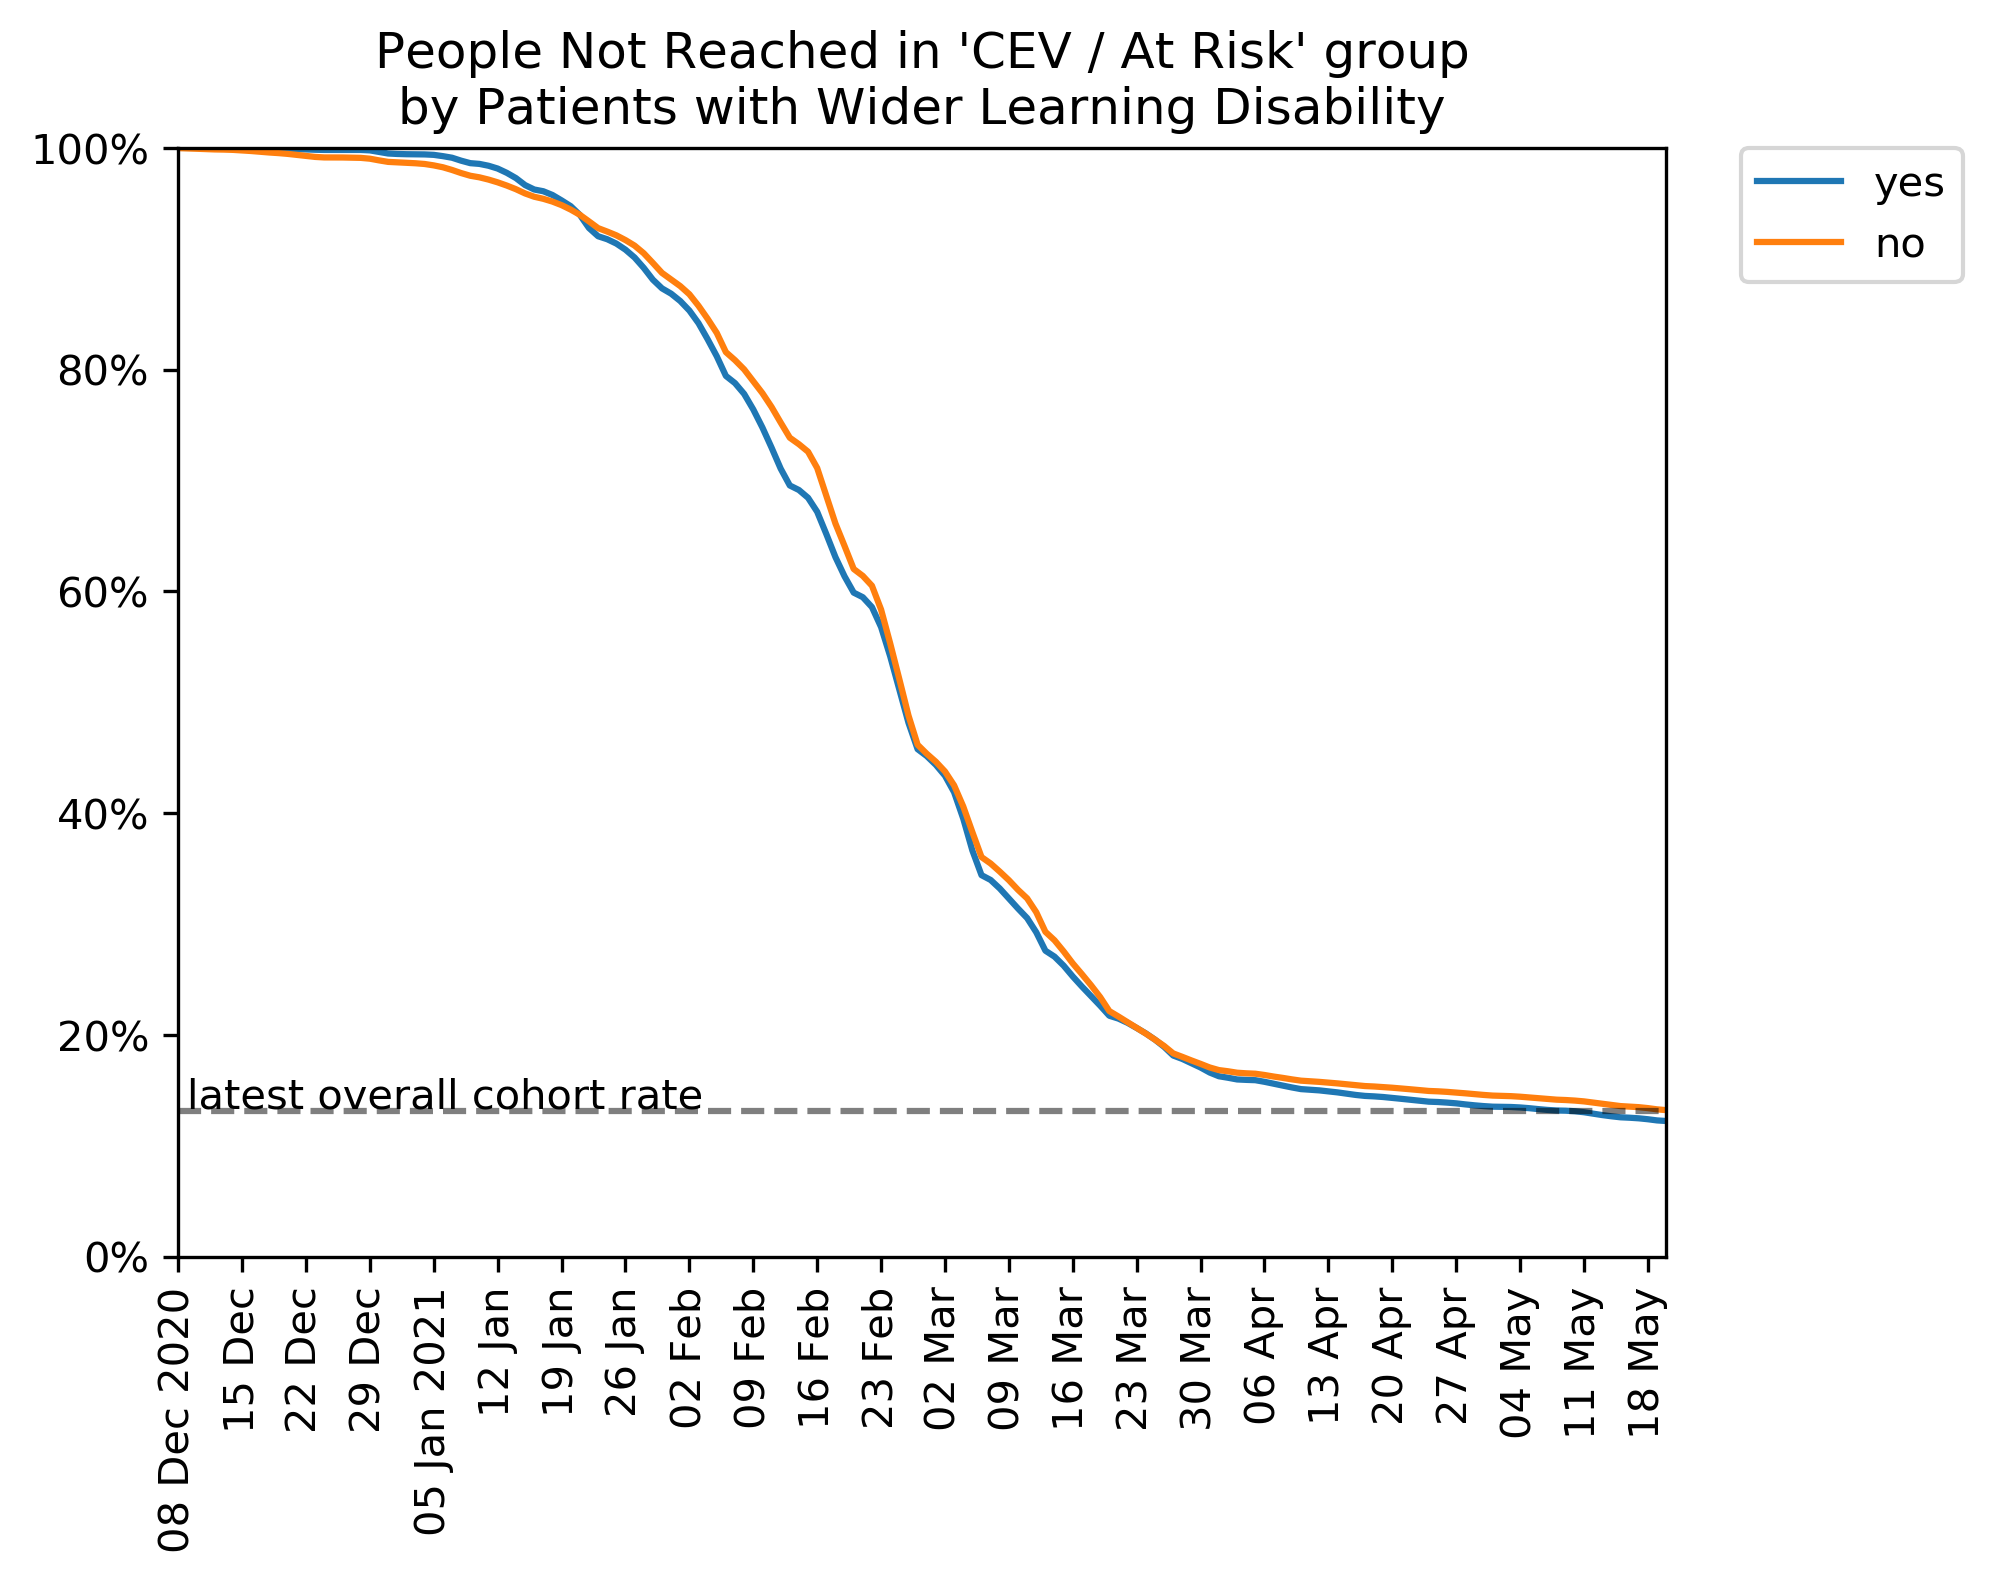 People Not Reached in 'CEV / At Risk' group
by Patients with Wider Learning Disability
100%
80%
60%
40%
20%
0%
yes
no
latest overall cohort rate
08 Dec 2020
15 Dec
22 Dec
29 Dec
05 Jan 2021
12 Jan
19 Jan
26 Jan
02 Feb
09 Feb
16 Feb
23 Feb
02 Mar
09 Mar
16 Mar
23 Mar
30 Mar
06 Apr
13 Apr
20 Apr
27 Apr
04 May
11 May
18 May